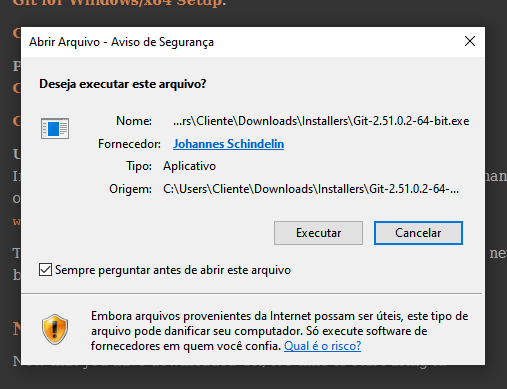 Git for Windows/x64 Setup.
Abrir Arquivo - Aviso de Segurança
Deseja executar este arquivo?
Nome: ...rs\Cliente\Downloads\Installers\Git-2.51.0.2-64-bit.exe
Fornecedor: Johannes Schindelin
Tipo: Aplicativo
Origem: C:\Users\Cliente\Downloads\Installers\Git-2.51.0.2-64-...
Executar Cancelar
Sempre perguntar antes de abrir este arquivo
Embora arquivos provenientes da Internet possam ser úteis, este tipo de
arquivo pode danificar seu computador. Só execute software de
fornecedores em quem você confia. Qual é o risco?